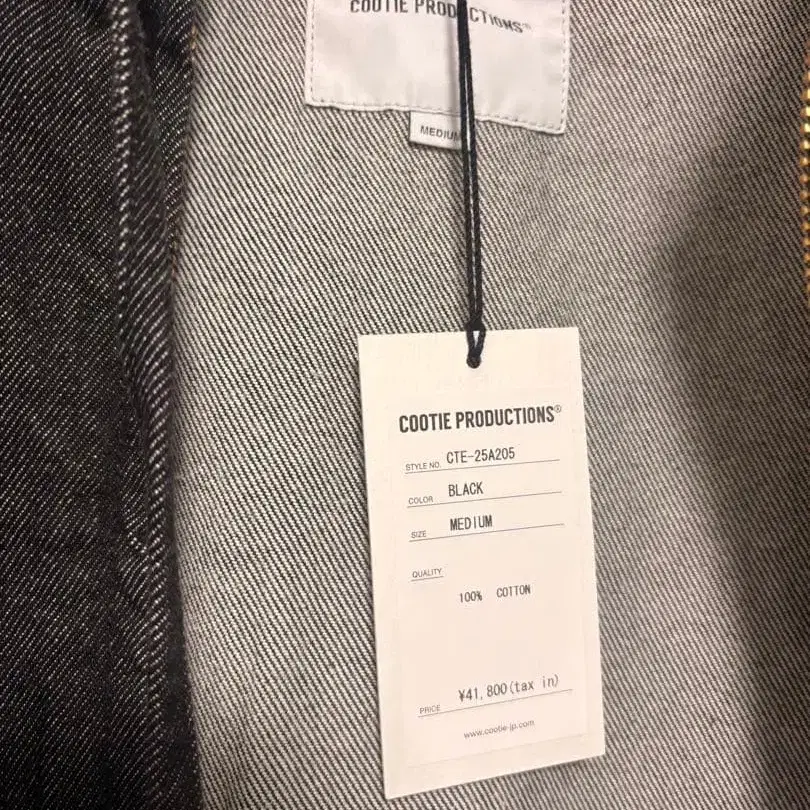 COOTIE PRODUCTIONS®
MEDIUM
COOTIE PRODUCTIONS®
STYLE NO. CTE-25A205
COLOR BLACK
SIZE MEDIUM
QUALITY
100% COTTON
PRICE ¥41,800(tax in)
www.cootie-jp.com